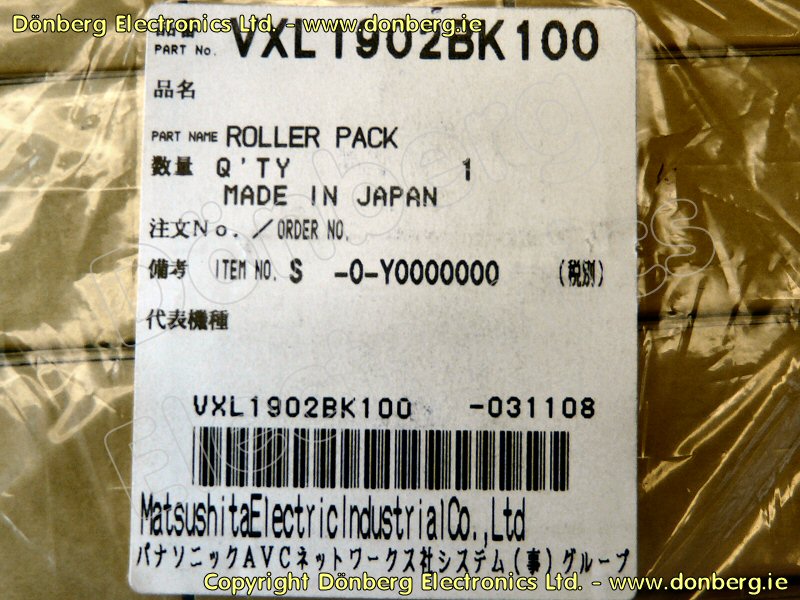 Dönberg Electronics Ltd. - www.donberg.ie
品番 PART No. VXL1902BK100
品名
PART NAME ROLLER PACK
数量 Q'TY 1
MADE IN JAPAN
注文No. ／ORDER NO.
備考 ITEM NO. S -0-Y0000000 (税別)
代表機種
VXL1902BK100 -031108
MatsushitaElectricIndustrialCo.,Ltd
パナソニックAVCネットワークス社システム(事)グループ
Copyright Dönberg Electronics Ltd. - www.donberg.ie
Dönberg
Electronics